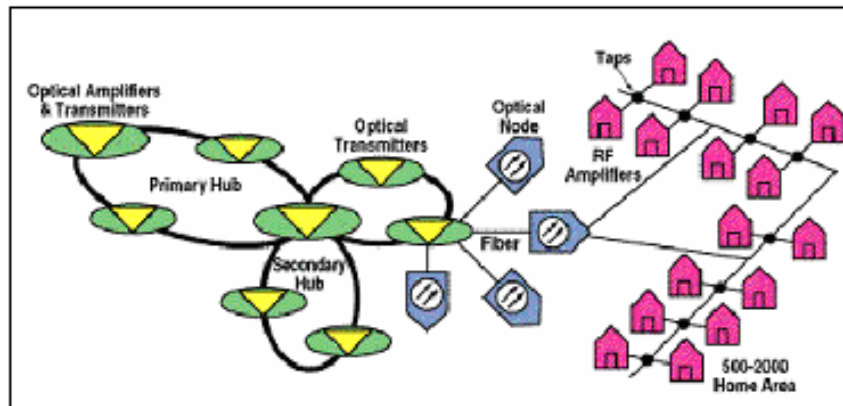 Optical Amplifiers
& Transmitters
Primary Hub
Optical
Transmitters
Secondary
Hub
Optical
Node
Fiber
Taps
RF
Amplifiers
500-2000
Home Area